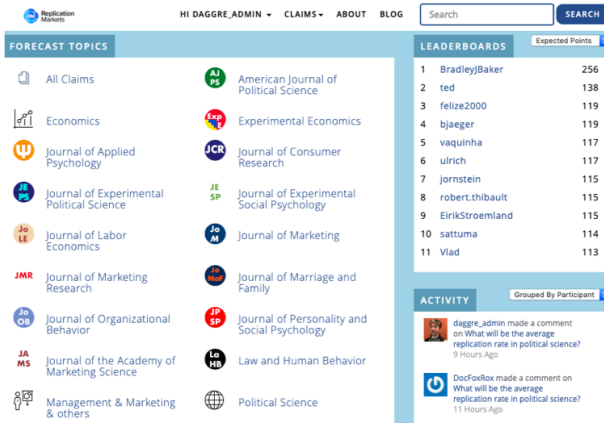 Replication
Markets
HI DAGGRE_ADMIN
CLAIMS
ABOUT
BLOG
Search
SEARCH
FORECAST TOPICS
All Claims
AJ
PS
American Journal of
Political Science
Economics
Exp
E
Experimental Economics
Journal of Applied
Psychology
JCR
Journal of Consumer
Research
JE
PS
Journal of Experimental
Political Science
JE
SP
Journal of Experimental
Social Psychology
Jo
LE
Journal of Labor
Economics
Jo
M
Journal of Marketing
JMR
Journal of Marketing
Research
Jo
MaF
Journal of Marriage and
Family
Jo
OB
Journal of Organizational
Behavior
JP
SP
Journal of Personality and
Social Psychology
JA
MS
Journal of the Academy of
Marketing Science
La
HB
Law and Human Behavior
Management & Marketing
& others
Political Science
LEADERBOARDS
Expected Points
1 BradleyJBaker 256
2 ted 138
3 felize2000 119
4 bjaeger 119
5 vaquinha 117
6 ulrich 117
7 jornstein 115
8 robert.thibault 115
9 EirikStroemland 115
10 sattuma 114
11 Vlad 113
ACTIVITY
Grouped By Participant
daggre_admin made a comment
on What will be the average
replication rate in political science?
9 Hours Ago
DocFoxRox made a comment on
What will be the average
replication rate in political science?
11 Hours Ago